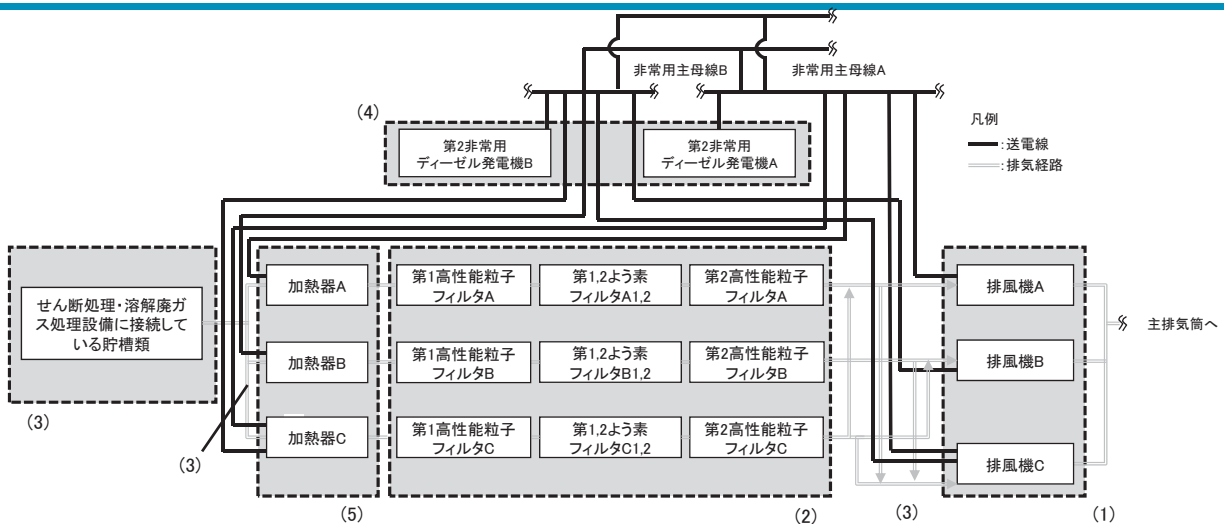 非常用主母線B
非常用主母線A
(4)
第2非常用
ディーゼル発電機B
第2非常用
ディーゼル発電機A
凡例
:送電線
:排気経路
せん断処理・溶解廃ガ
ス処理設備に接続して
いる貯槽類
(3)
(3)
加熱器A
加熱器B
加熱器C
(5)
第1高性能粒子
フィルタA
第1,2よう素
フィルタA1,2
第2高性能粒子
フィルタA
第1高性能粒子
フィルタB
第1,2よう素
フィルタB1,2
第2高性能粒子
フィルタB
第1高性能粒子
フィルタC
第1,2よう素
フィルタC1,2
第2高性能粒子
フィルタC
(2)
(3)
排風機A
排風機B
排風機C
(1)
主排気筒へ